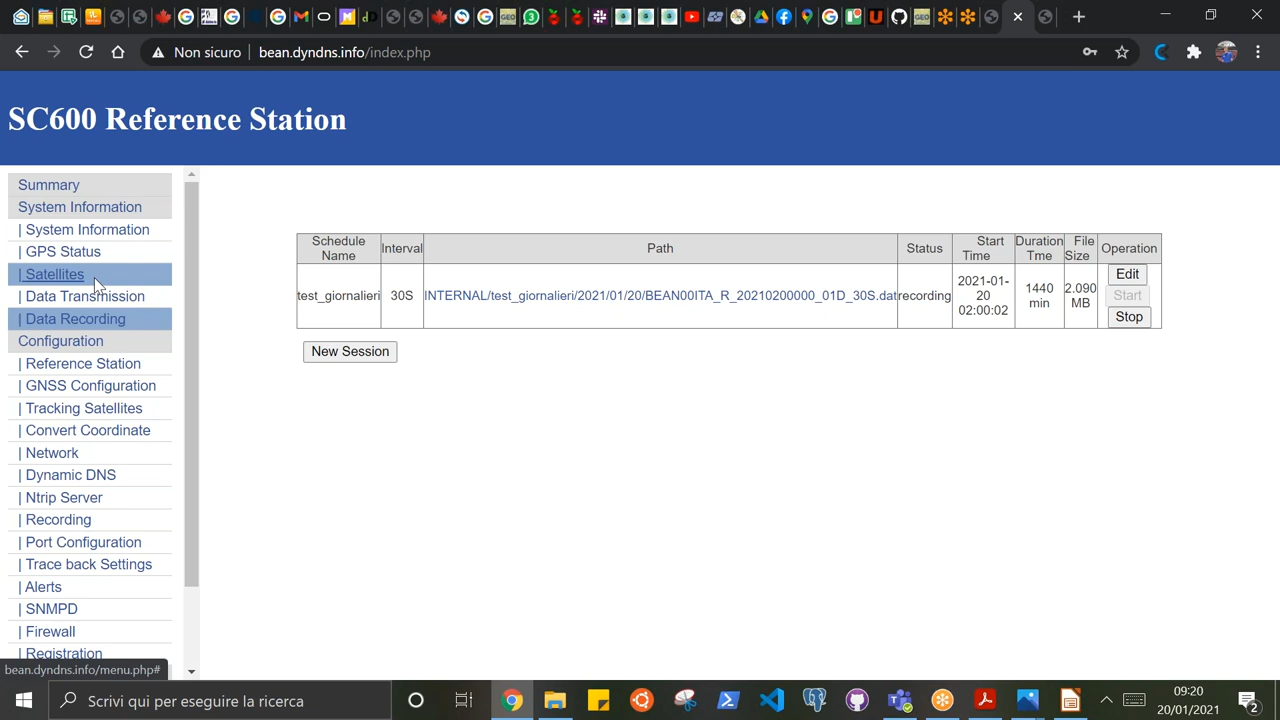 Non sicuro
bean.dyndns.info/index.php
SC600 Reference Station
Summary
System Information
| System Information
| GPS Status
| Satellites
| Data Transmission
| Data Recording
Configuration
| Reference Station
| GNSS Configuration
| Tracking Satellites
| Convert Coordinate
| Network
| Dynamic DNS
| Ntrip Server
| Recording
| Port Configuration
| Trace back Settings
| Alerts
| SNMPD
| Firewall
| Registration
Schedule Name
Interval
Path
Status
Start Time
Duration Tme
File Size
Operation
test_giornalieri
30S
INTERNAL/test_giornalieri/2021/01/20/BEAN00ITA_R_20210200000_01D_30S.dat
recording
2021-01-
20
02:00:02
1440
min
2.090
MB
Edit
Start
Stop
New Session
bean.dyndns.info/menu.php#
Scrivi qui per eseguire la ricerca
09:20
20/01/2021
2